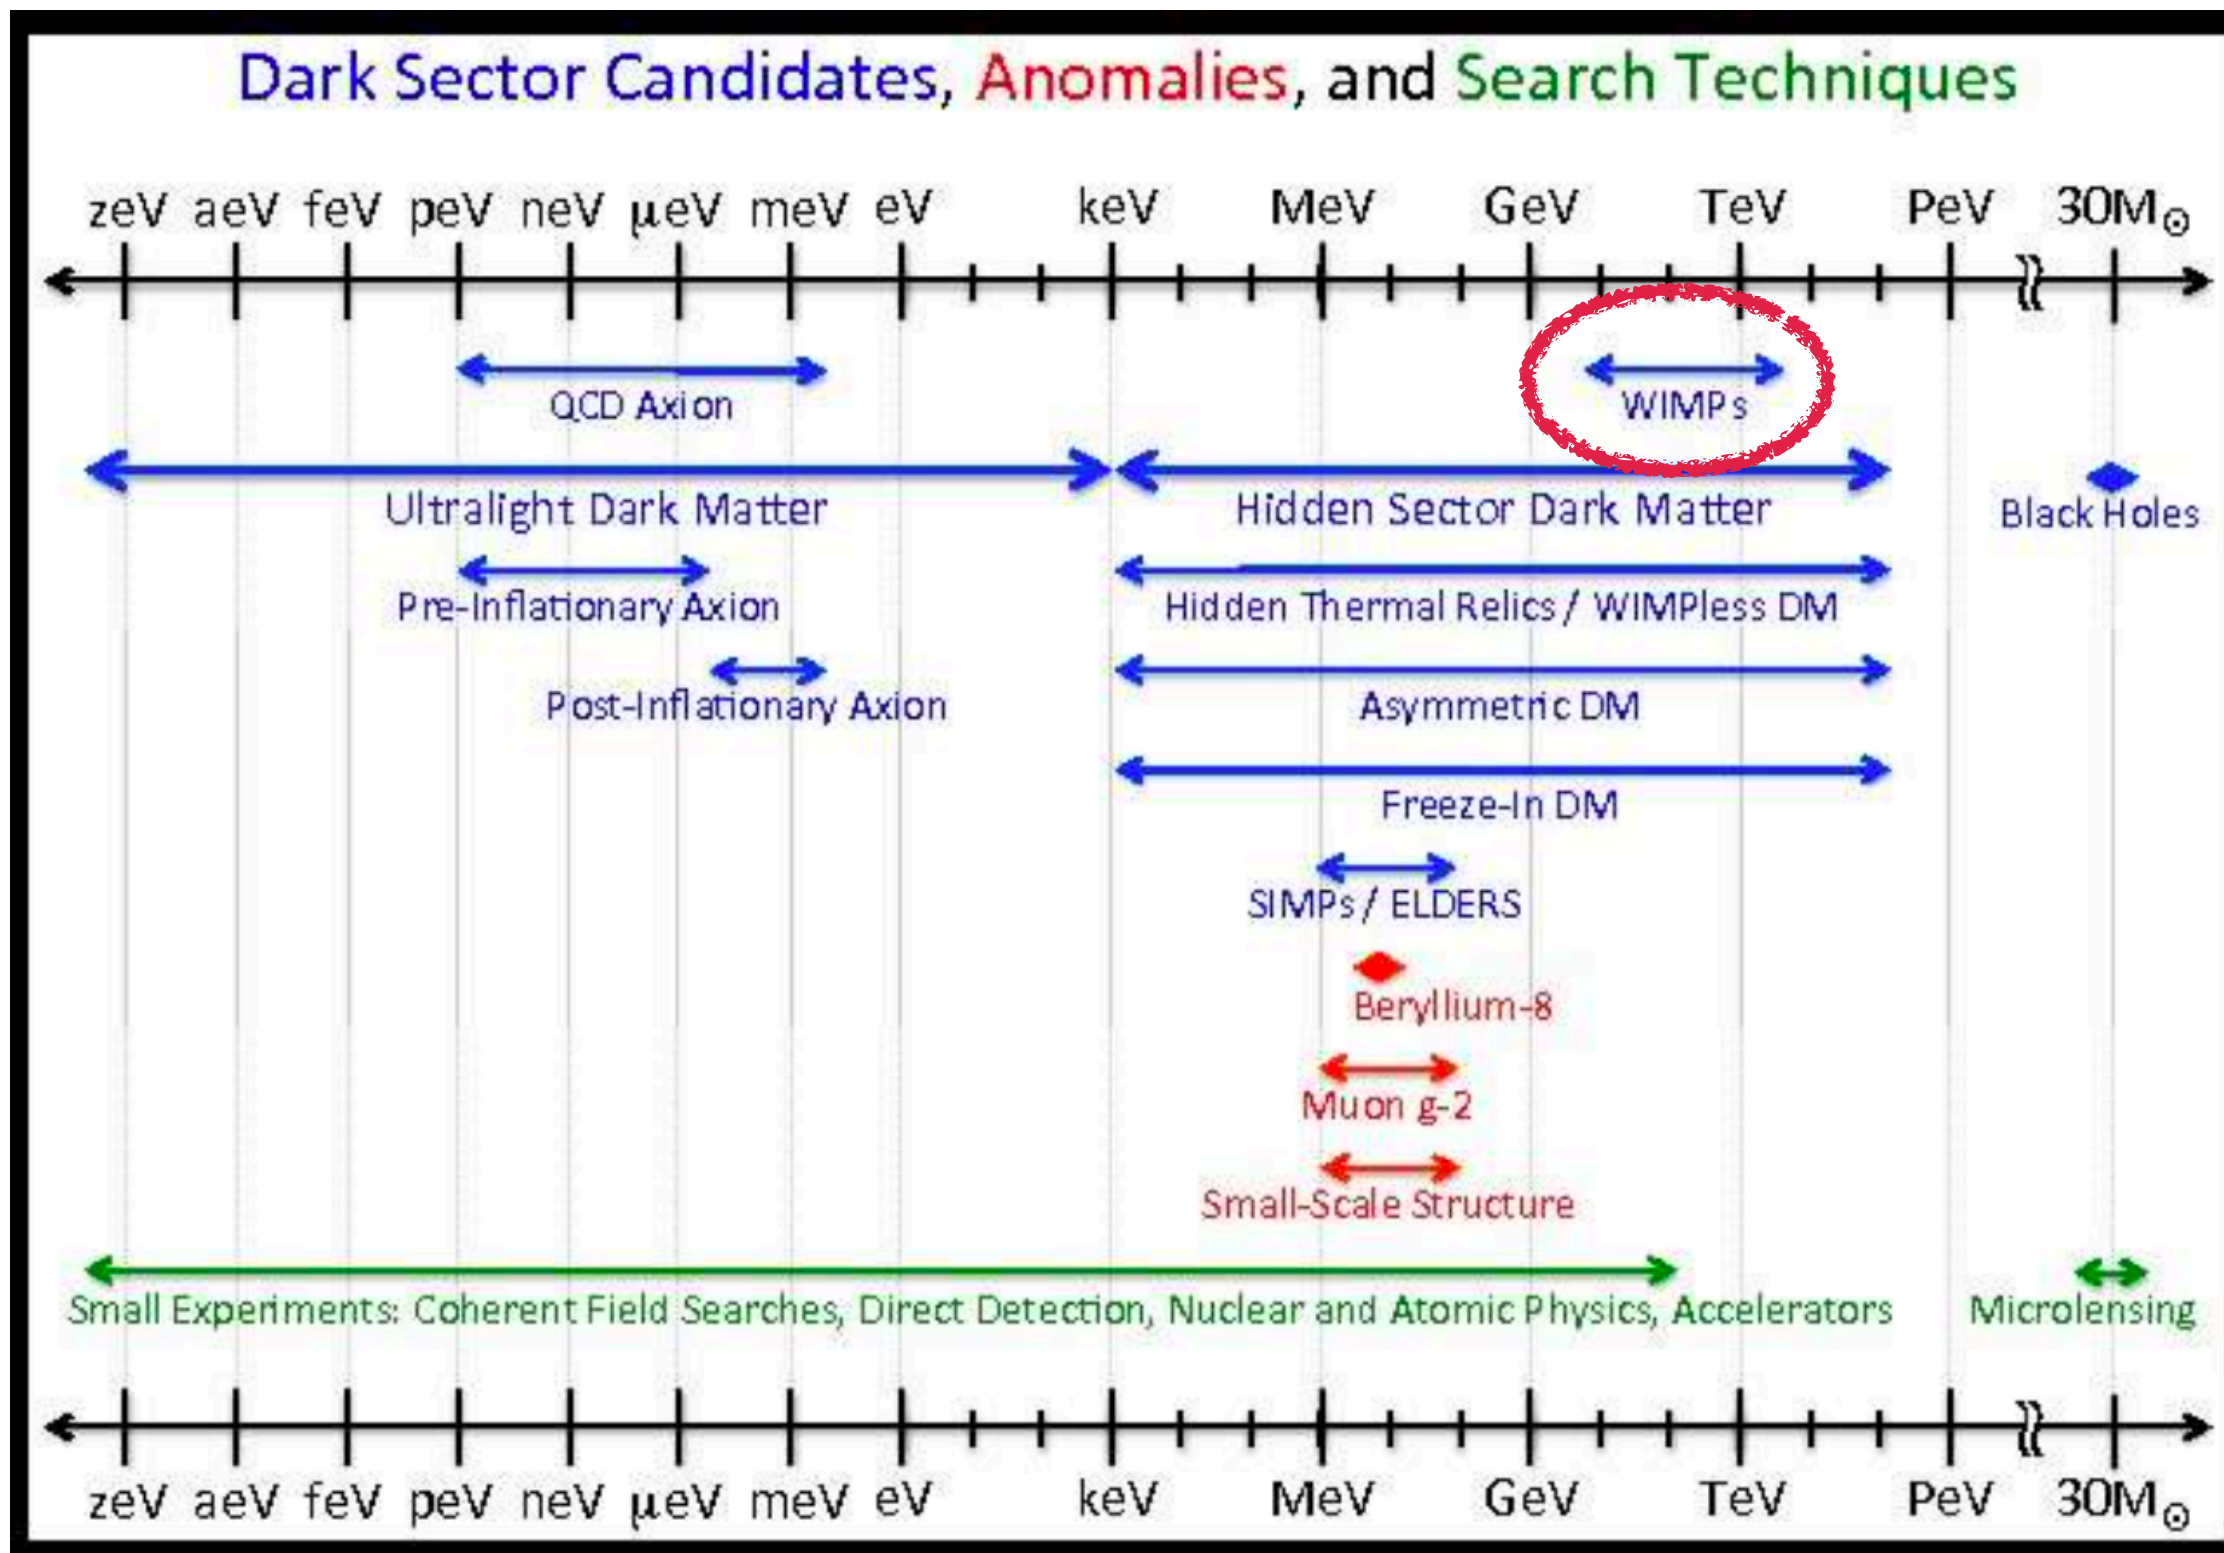 Dark Sector Candidates, Anomalies, and Search Techniques
zeV aeV feV peV neV μeV meV eV keV MeV GeV TeV PeV 30M☉
QCD Axion
WIMPs
Ultralight Dark Matter
Hidden Sector Dark Matter
Black Holes
Pre-Inflationary Axion
Hidden Thermal Relics / WIMPless DM
Post-Inflationary Axion
Asymmetric DM
Freeze-In DM
SIMPs / ELDERS
Beryllium-8
Muon g-2
Small-Scale Structure
Small Experiments: Coherent Field Searches, Direct Detection, Nuclear and Atomic Physics, Accelerators
Microlensing
zeV aeV feV peV neV μeV meV eV keV MeV GeV TeV PeV 30M☉